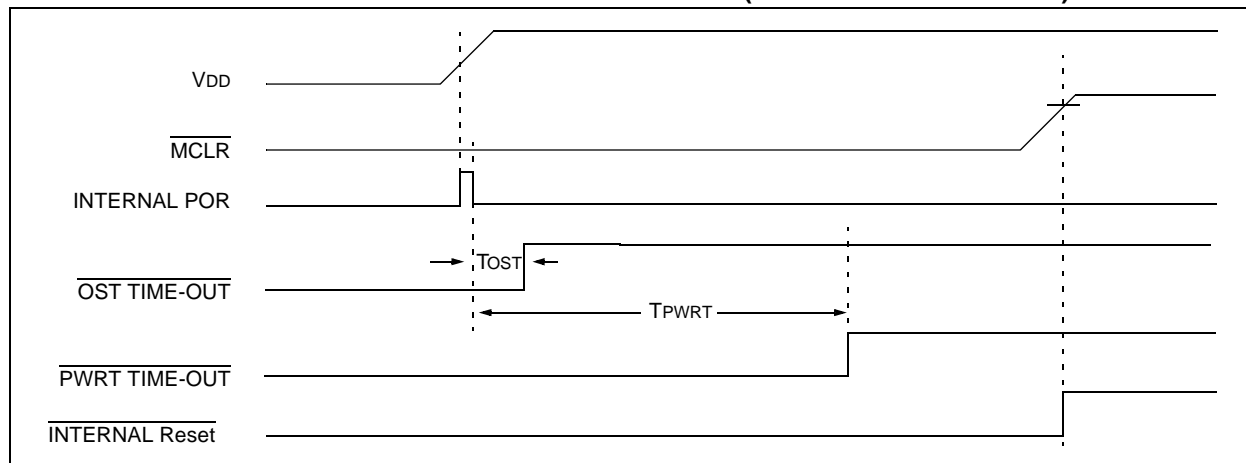 VDD
MCLR
INTERNAL POR
TOST
OST TIME-OUT
TPWRT
PWRT TIME-OUT
INTERNAL Reset